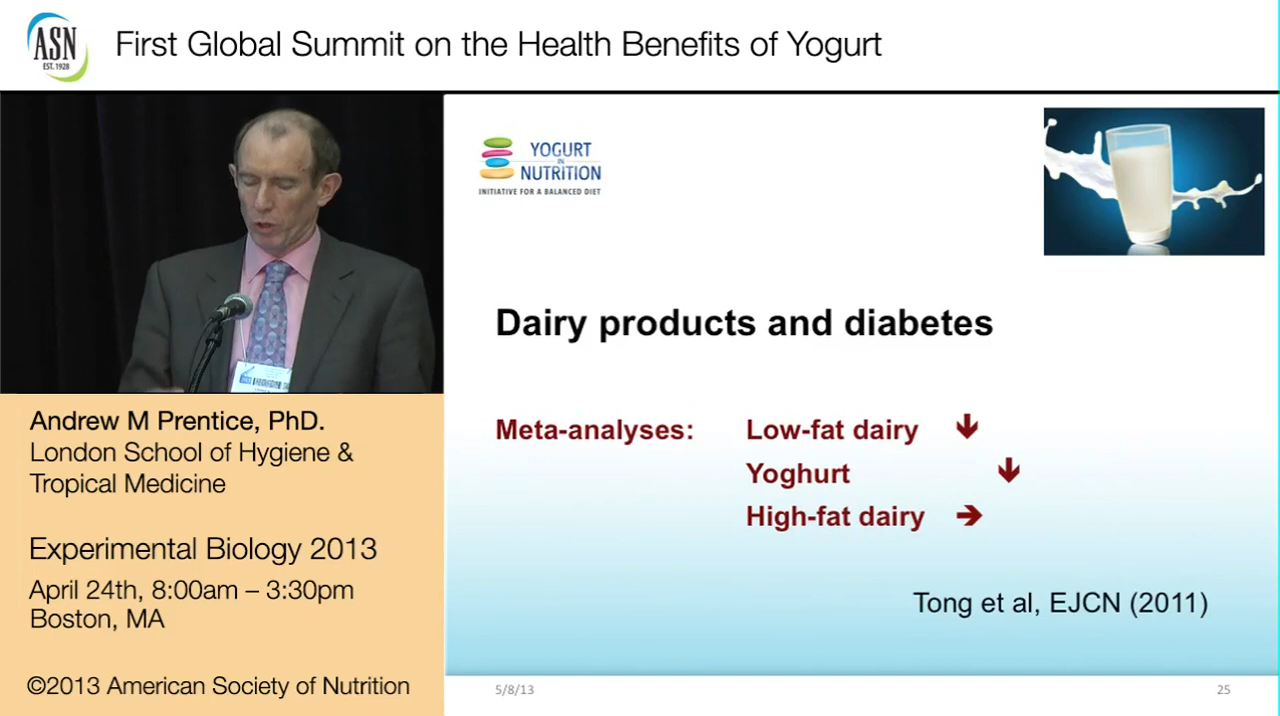 ASN
EST. 1928
First Global Summit on the Health Benefits of Yogurt
YOGURT
IN
NUTRITION
INITIATIVE FOR A BALANCED DIET
Dairy products and diabetes
Meta-analyses: Low-fat dairy ↓
Yoghurt ↓
High-fat dairy →
Tong et al, EJCN (2011)
5/8/13 25
Andrew M Prentice, PhD.
London School of Hygiene &
Tropical Medicine
Experimental Biology 2013
April 24th, 8:00am – 3:30pm
Boston, MA
©2013 American Society of Nutrition